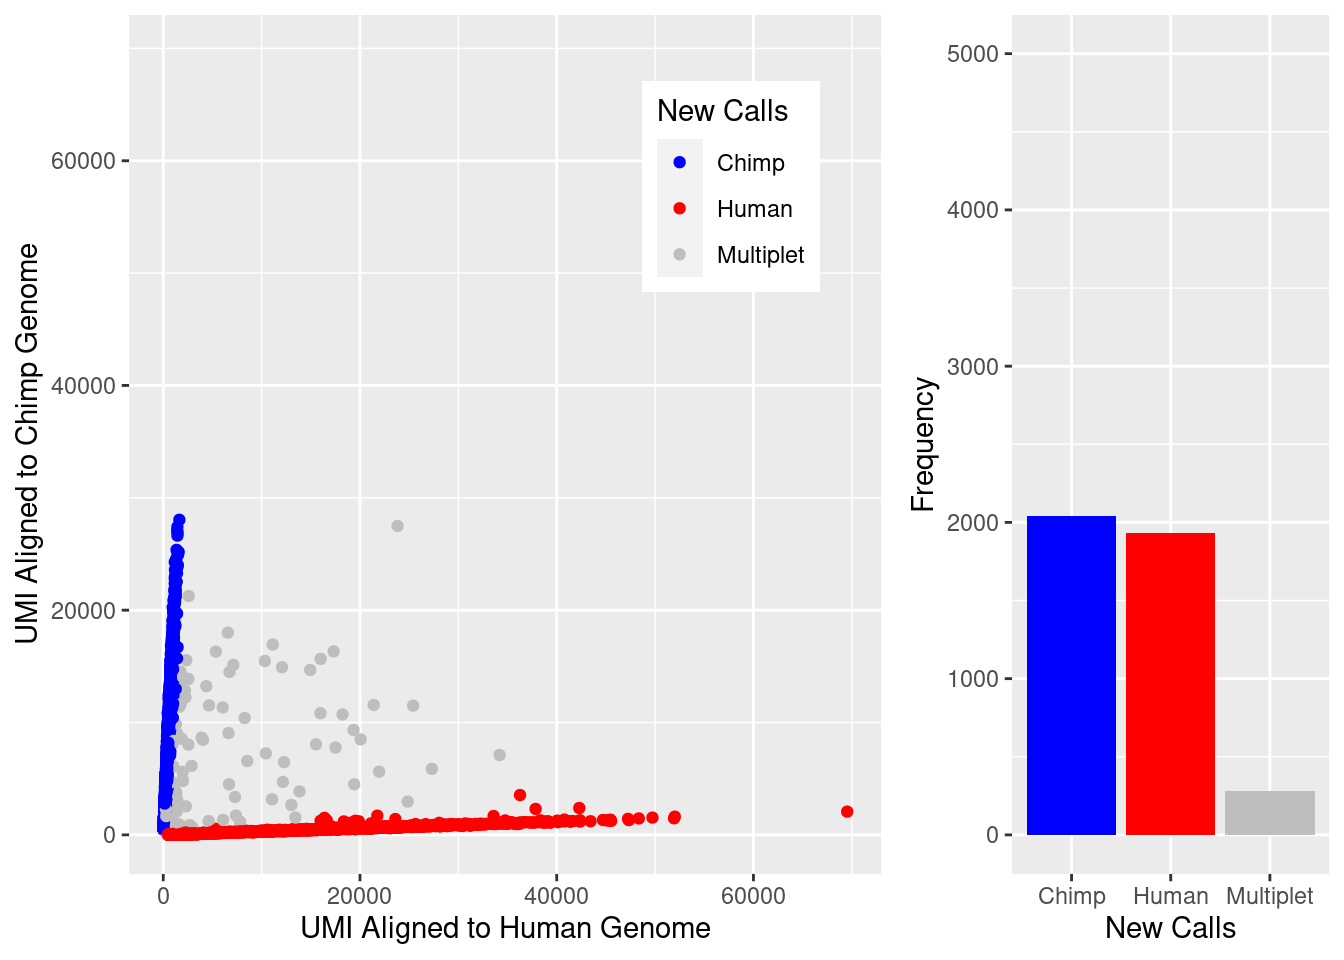 New Calls
Chimp
Human
Multiplet
UMI Aligned to Chimp Genome
60000
40000
20000
0
0 20000 40000 60000
UMI Aligned to Human Genome
Frequency
5000
4000
3000
2000
1000
0
Chimp Human Multiplet
New Calls